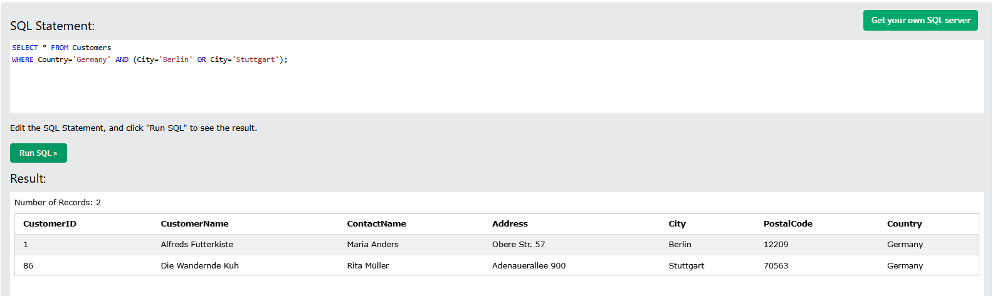 Get your own SQL server
SQL Statement:
SELECT * FROM Customers
WHERE Country='Germany' AND (City='Berlin' OR City='Stuttgart');
Edit the SQL Statement, and click "Run SQL" to see the result.
Run SQL »
Result:
Number of Records: 2
CustomerID CustomerName ContactName Address City PostalCode Country
1 Alfreds Futterkiste Maria Anders Obere Str. 57 Berlin 12209 Germany
86 Die Wandernde Kuh Rita Müller Adenauerallee 900 Stuttgart 70563 Germany